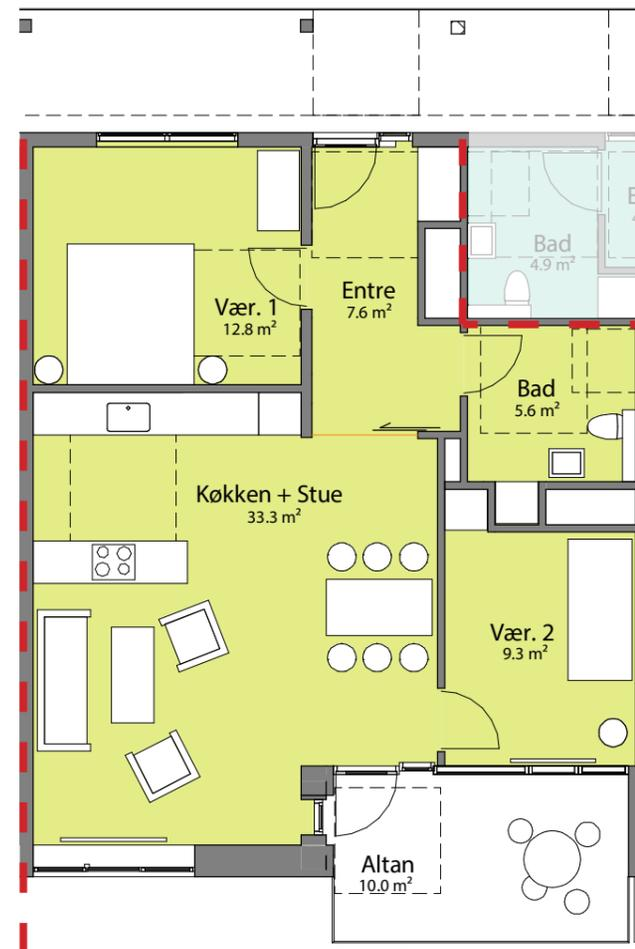 Bad
4.9 m²
Vær. 1
12.8 m²
Entre
7.6 m²
Bad
5.6 m²
Køkken + Stue
33.3 m²
Vær. 2
9.3 m²
Altan
10.0 m²